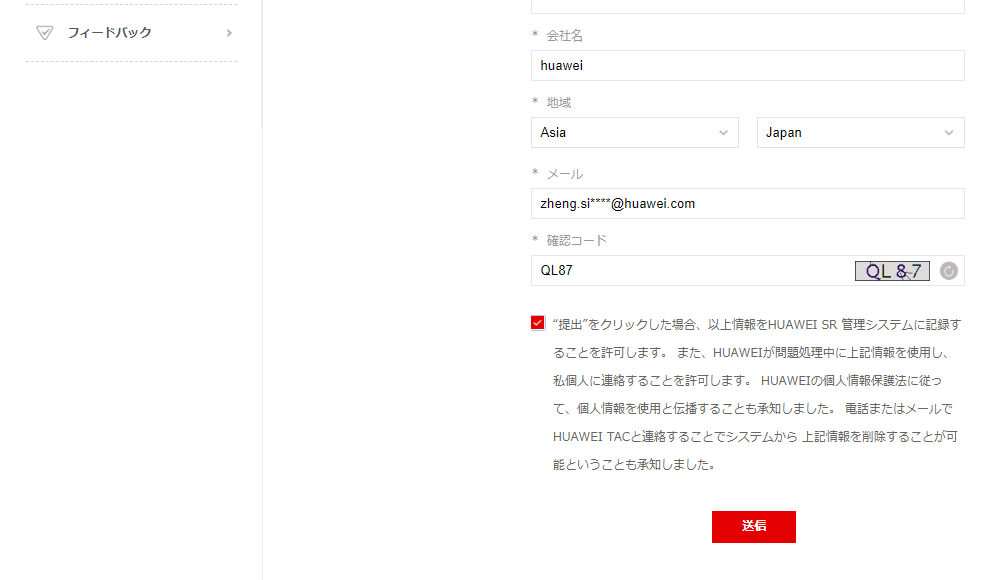 フィードバック
* 会社名
huawei
* 地域
Asia
Japan
* メール
zheng.si****@huawei.com
* 確認コード
QL87
QL87
“提出”をクリックした場合、以上情報をHUAWEI SR 管理システムに記録す
ることを許可します。 また、HUAWEIが問題処理中に上記情報を使用し、
私個人に連絡することを許可します。 HUAWEIの個人情報保護法に従っ
て、個人情報を使用と伝播することも承知しました。 電話またはメールで
HUAWEI TACと連絡することでシステムから 上記情報を削除することが可
能ということも承知しました。
送信